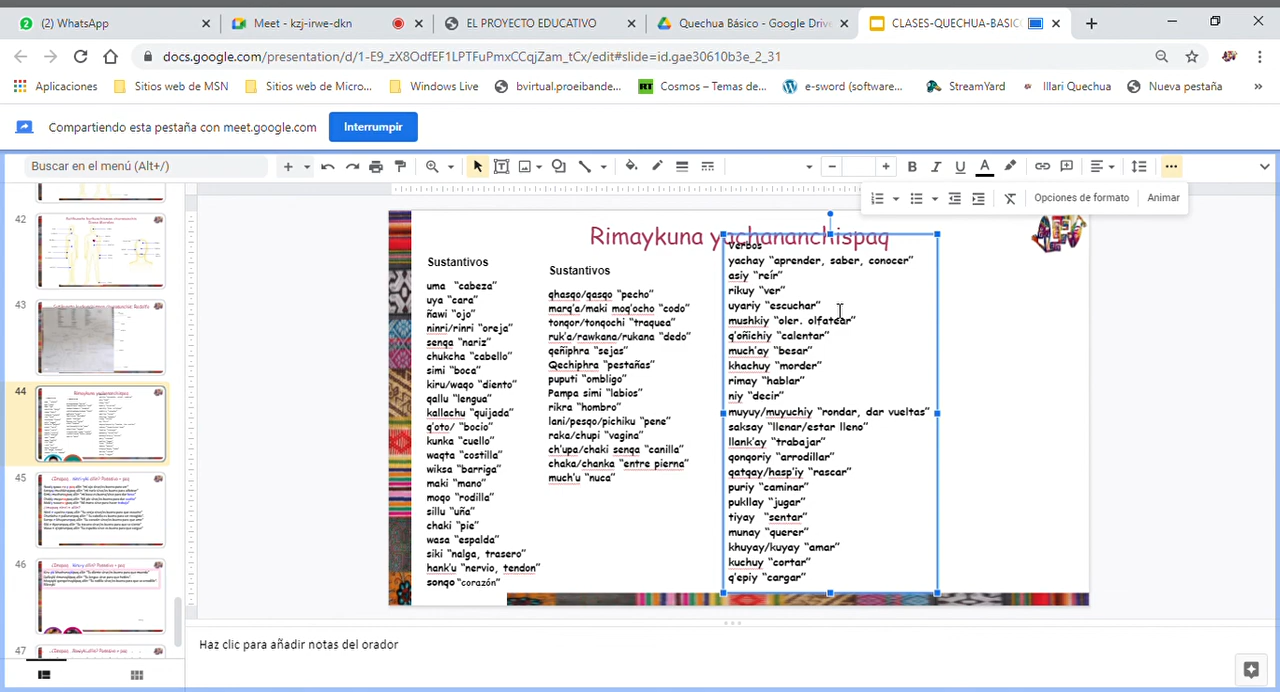 (2) WhatsApp
Meet - kzj-irwe-dkn
EL PROYECTO EDUCATIVO
Quechua Básico - Google Drive
CLASES-QUECHUA-BASICO
docs.google.com/presentation/d/1-E9_zX8OdfEF1LPTFuPmxCCqjZam_tCx/edit#slide=id.gae30610b3e_2_31
Aplicaciones
Sitios web de MSN
Sitios web de Micro...
Windows Live
bvirtual.proeibande...
Cosmos – Temas de...
e-sword (software...
StreamYard
Illari Quechua
Nueva pestaña
»
Compartiendo esta pestaña con meet.google.com
Interrumpir
Buscar en el menú (Alt+/)
Opciones de formato
Animar
42
43
44
45
46
47
Rimaykuna yachananchispaq
Sustantivos
uma "cabeza"
uya "cara"
ñawi "ojo"
ninri/rinri "oreja"
senqa "nariz"
chukcha "cabello"
simi "boca"
kiru/waqo "diento"
qallu "lengua"
kallachu "quijada"
q'oto/ "bocio"
kunka "cuello"
waqta "costilla"
wiksa "barriga"
maki "mano"
moqo "rodilla"
sillu "uña"
chaki "pie"
wasa "espalda"
siki "nalga, trasero"
hank'u "nervio, tendon"
sonqo "corazón"
Sustantivos
qhasqo/qasqo "pecho"
marq'a/maki moq'ocho "codo"
tonqor/tonqochi "traquea"
ruk'a/rawkana/rukana "dedo"
qeñiphra "sejas"
Qechiphra "pestañas"
puputi "ombligo"
Pampa simi "labios"
rikra "hombro"
lani/pesqo/pichiku "pene"
raka/chupi "vagina"
ch'upa/chaki senqa "canilla"
chaka/chanka "entre pierna"
much'u "nuca"
Verbos
yachay "aprender, saber, conocer"
asiy "reír"
rikuy "ver"
uyariy "escuchar"
mushkiy "oler. olfatear"
q'oñichiy "calentar"
much'ay "besar"
khachuy "morder"
rimay "hablar"
niy "decir"
muyuy/muyuchiy "rondar, dar vueltas"
saksay "llenar/estar lleno"
llank'ay "trabajar"
qonqoriy "arrodillar"
qatqay/hasp'iy "rascar"
puriy "caminar"
pukllay "jugar"
tiyay "sentar"
munay "querer"
khuyay/kuyay "amar"
kuchuy "cortar"
q'epiy "cargar"
Haz clic para añadir notas del orador